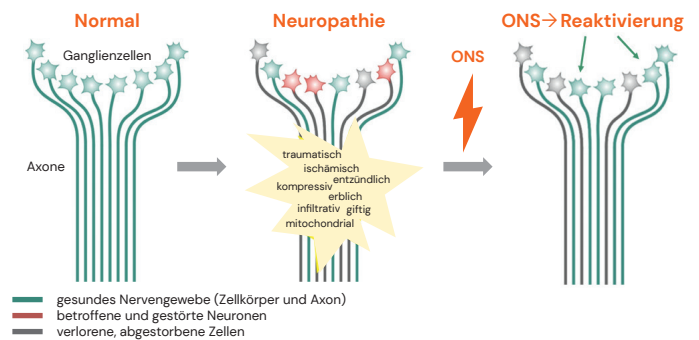 Normal
Neuropathie
ONS→Reaktivierung
Ganglienzellen
ONS
Axone
traumatisch
ischämisch
entzündlich
kompressiv
erblich
infiltrativ giftig
mitochondrial
gesundes Nervengewebe (Zellkörper und Axon)
betroffene und gestörte Neuronen
verlorene, abgestorbene Zellen